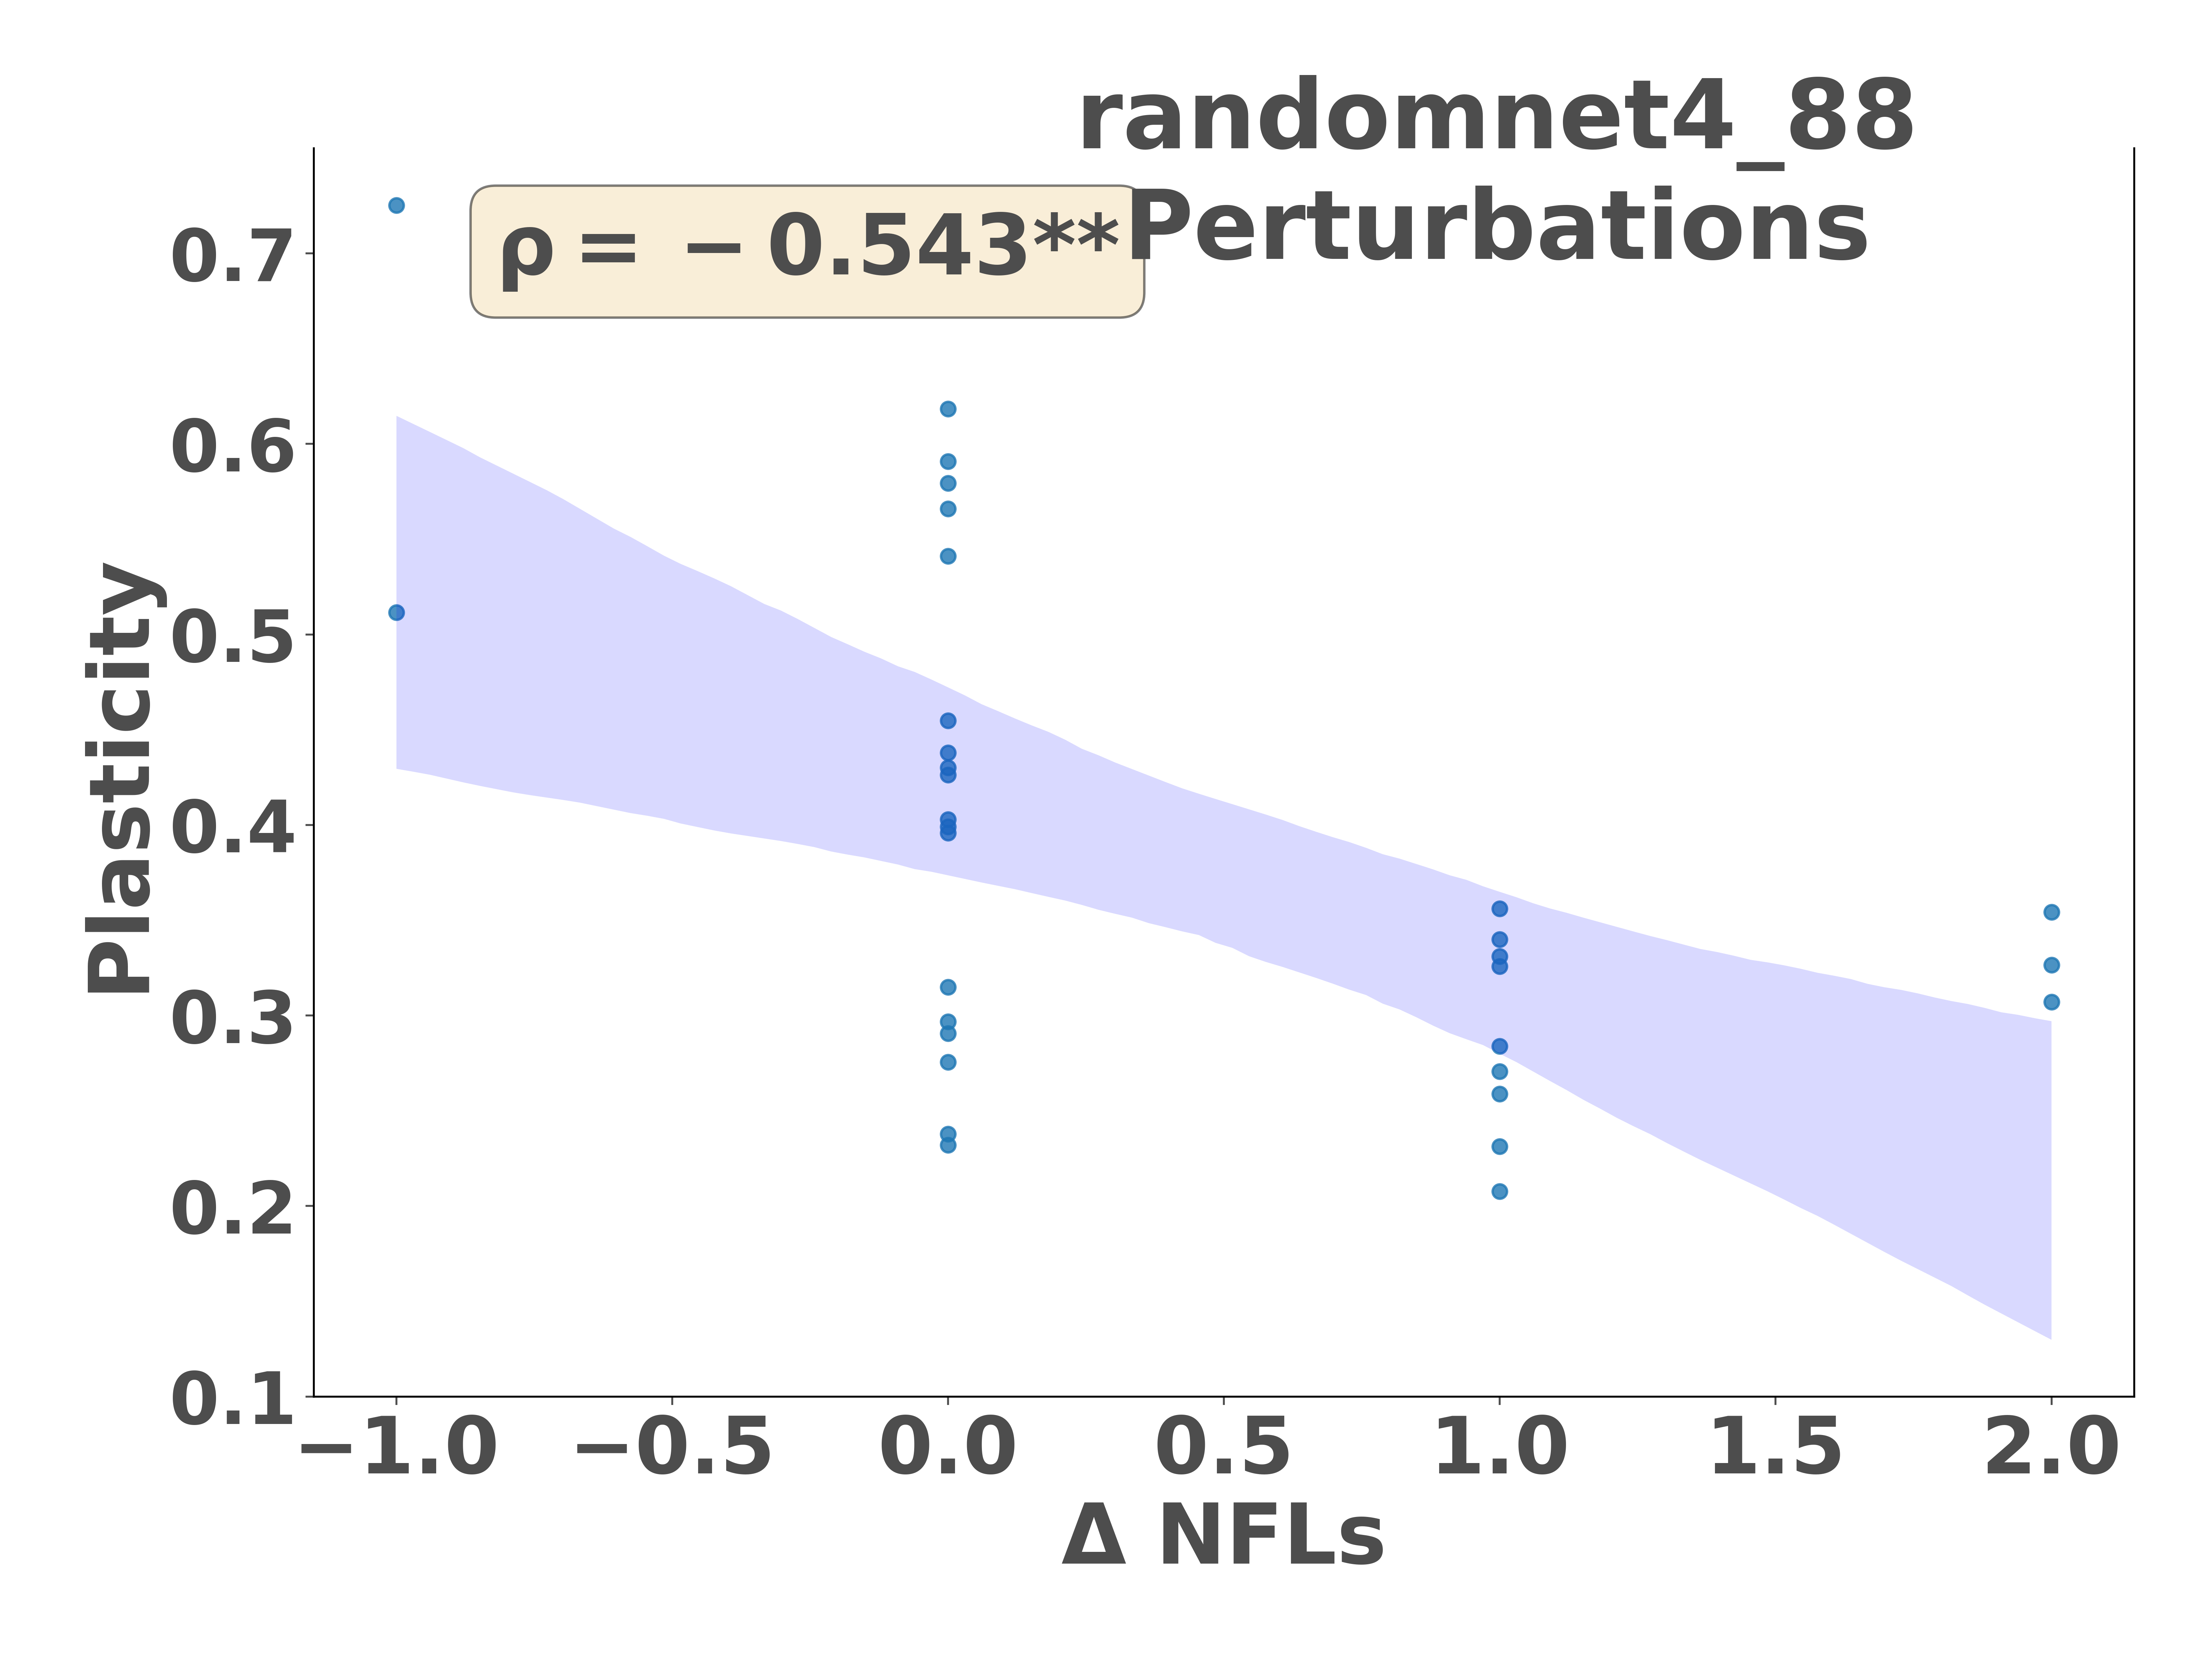 randomnet4_88
Perturbations
ρ = − 0.543**
Plasticity
0.7
0.6
0.5
0.4
0.3
0.2
0.1
−1.0 −0.5 0.0 0.5 1.0 1.5 2.0
Δ NFLs